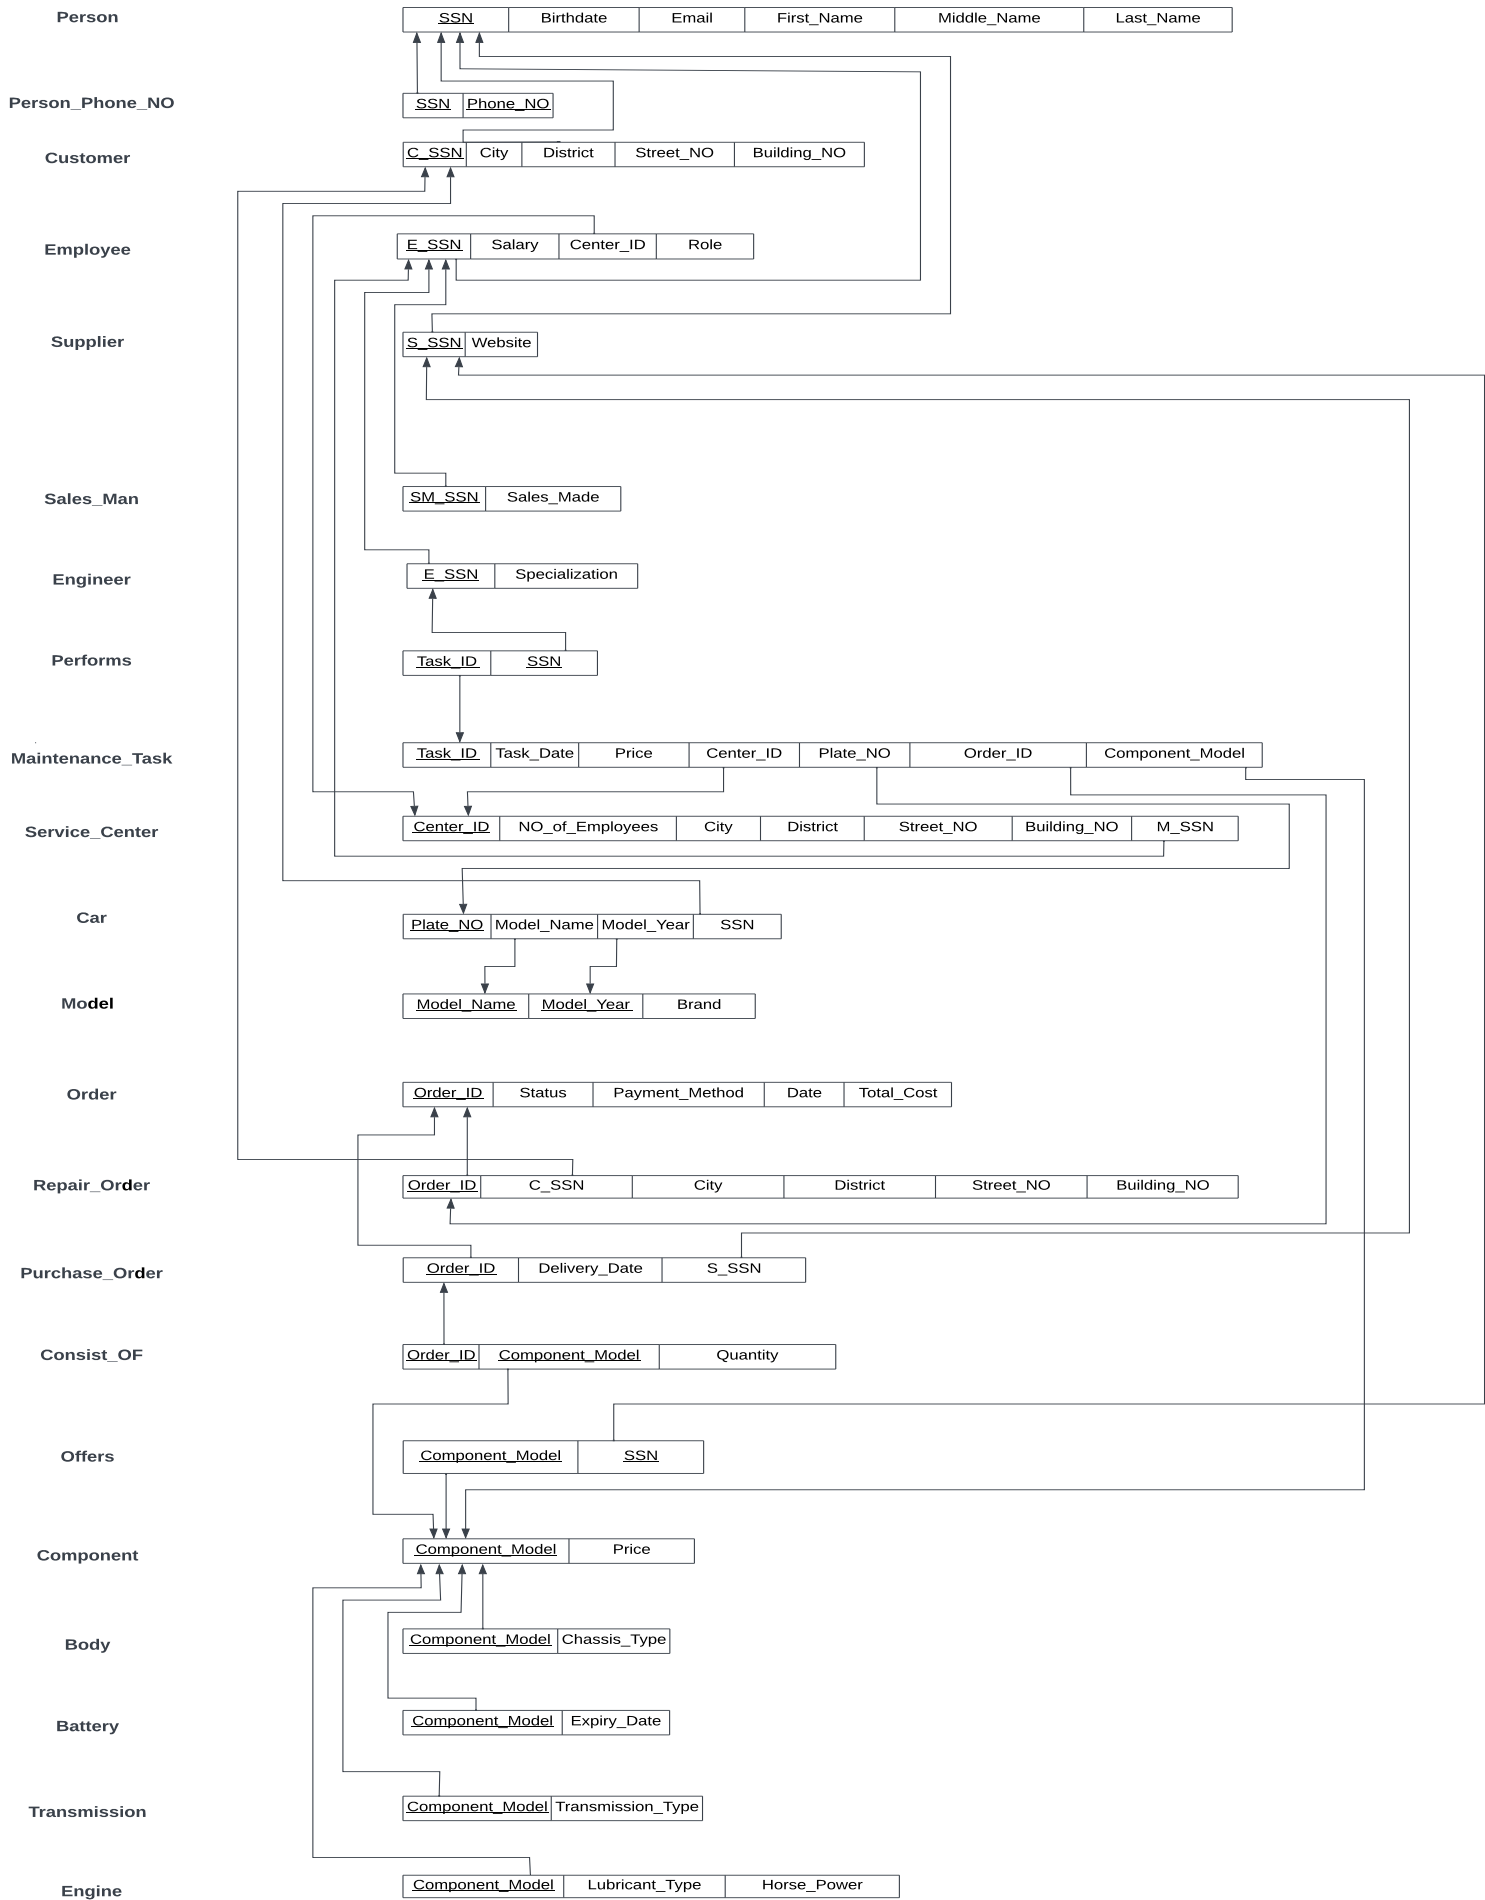 Person SSN Birthdate Email First_Name Middle_Name Last_Name
Person_Phone_NO SSN Phone_NO
Customer C_SSN City District Street_NO Building_NO
Employee E_SSN Salary Center_ID Role
Supplier S_SSN Website
Sales_Man SM_SSN Sales_Made
Engineer E_SSN Specialization
Performs Task_ID SSN
Maintenance_Task Task_ID Task_Date Price Center_ID Plate_NO Order_ID Component_Model
Service_Center Center_ID NO_of_Employees City District Street_NO Building_NO M_SSN
Car Plate_NO Model_Name Model_Year SSN
Model Model_Name Model_Year Brand
Order Order_ID Status Payment_Method Date Total_Cost
Repair_Order Order_ID C_SSN City District Street_NO Building_NO
Purchase_Order Order_ID Delivery_Date S_SSN
Consist_OF Order_ID Component_Model Quantity
Offers Component_Model SSN
Component Component_Model Price
Body Component_Model Chassis_Type
Battery Component_Model Expiry_Date
Transmission Component_Model Transmission_Type
Engine Component_Model Lubricant_Type Horse_Power